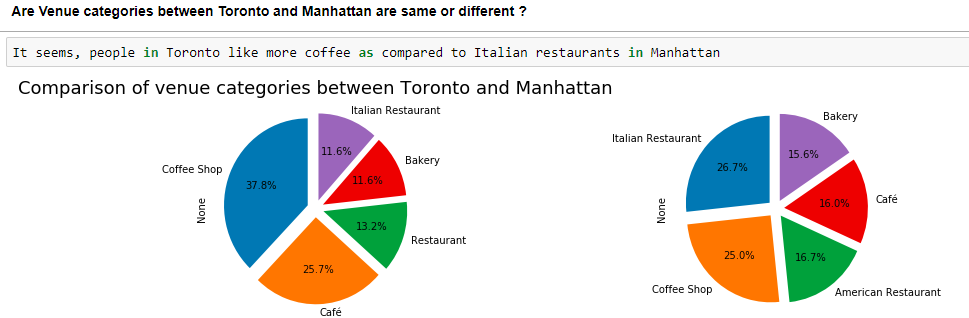 Are Venue categories between Toronto and Manhattan are same or different ?
It seems, people in Toronto like more coffee as compared to Italian restaurants in Manhattan
Comparison of venue categories between Toronto and Manhattan
None
Coffee Shop
37.8%
Italian Restaurant
11.6%
Bakery
11.6%
Restaurant
13.2%
Café
25.7%
None
Italian Restaurant
26.7%
Bakery
15.6%
Café
16.0%
American Restaurant
16.7%
Coffee Shop
25.0%